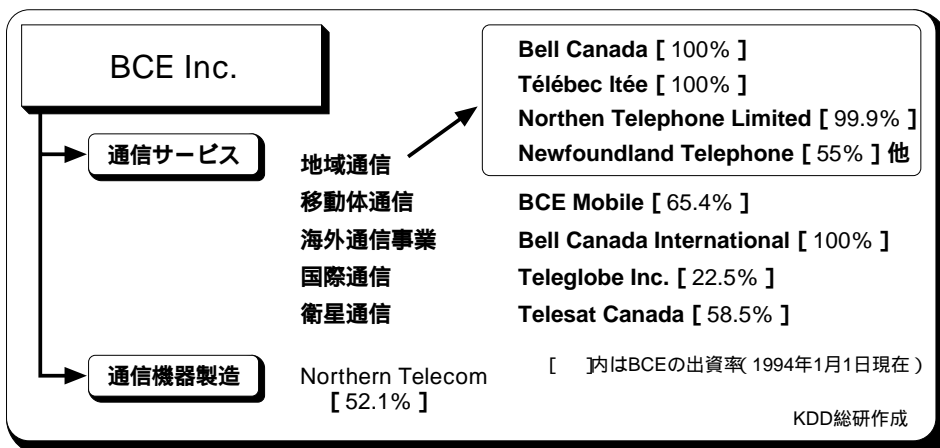 BCE Inc.
Bell Canada [ 100% ]
Télébec ltée [ 100% ]
Northen Telephone Limited [ 99.9% ]
Newfoundland Telephone [ 55% ] 他
通信サービス
地域通信
移動体通信 BCE Mobile [ 65.4% ]
海外通信事業 Bell Canada International [ 100% ]
国際通信 Teleglobe Inc. [ 22.5% ]
衛星通信 Telesat Canada [ 58.5% ]
通信機器製造
Northern Telecom
[ 52.1% ]
[ ]内はBCEの出資率(1994年1月1日現在)
KDD総研作成